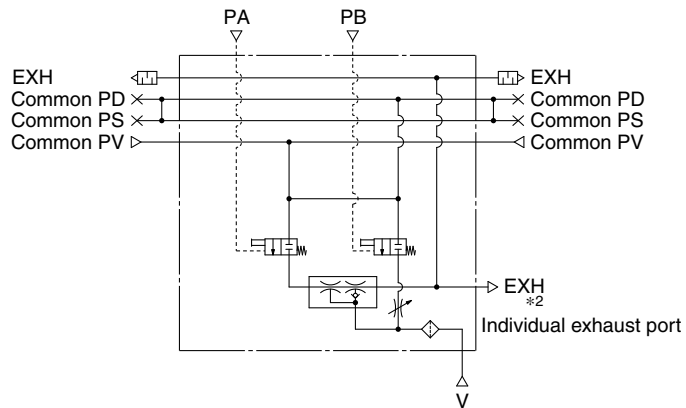 PA PB
EXH EXH
Common PD Common PD
Common PS Common PS
Common PV Common PV
EXH
*2
Individual exhaust port
V